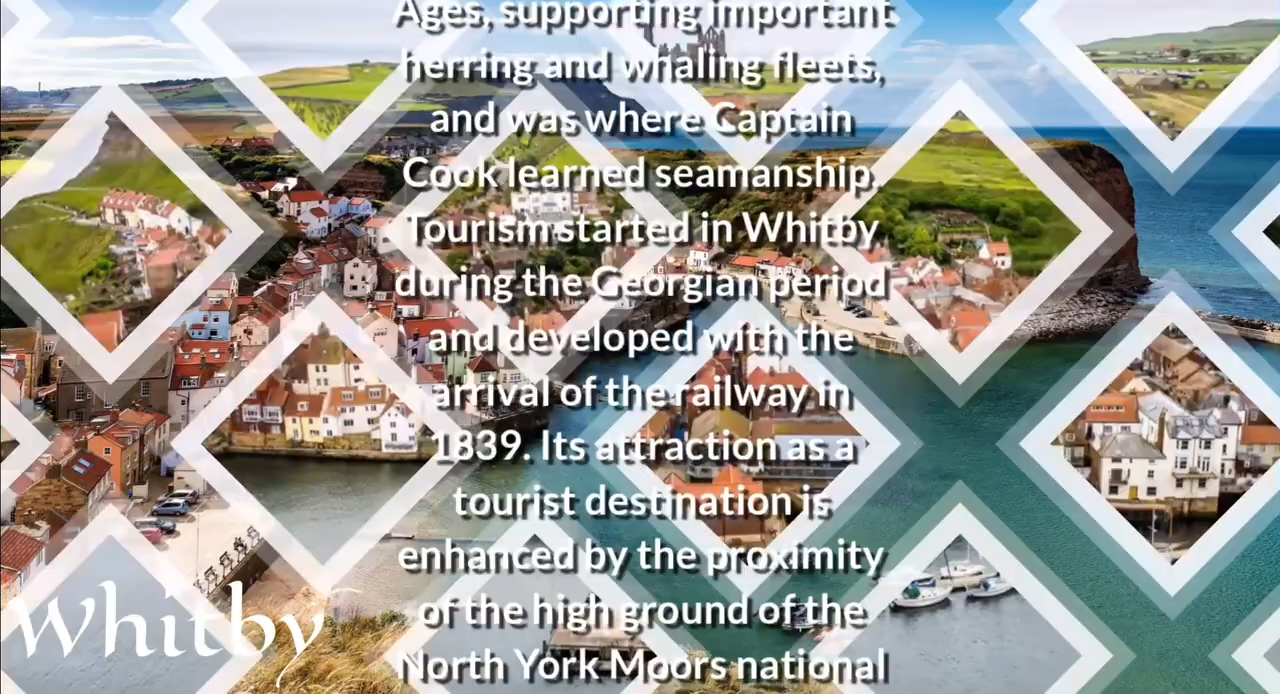 Ages, supporting important
herring and whaling fleets,
and was where Captain
Cook learned seamanship.
Tourism started in Whitby
during the Georgian period
and developed with the
arrival of the railway in
1839. Its attraction as a
tourist destination is
enhanced by the proximity
of the high ground of the
North York Moors national
Whitby